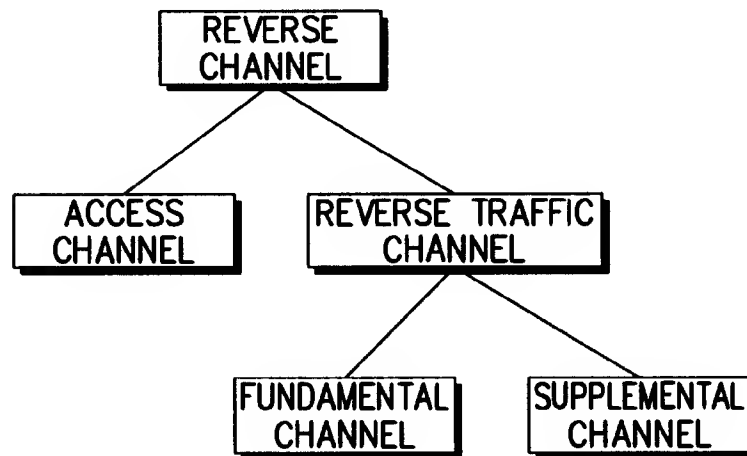 REVERSE
CHANNEL
ACCESS
CHANNEL
REVERSE TRAFFIC
CHANNEL
FUNDAMENTAL
CHANNEL
SUPPLEMENTAL
CHANNEL